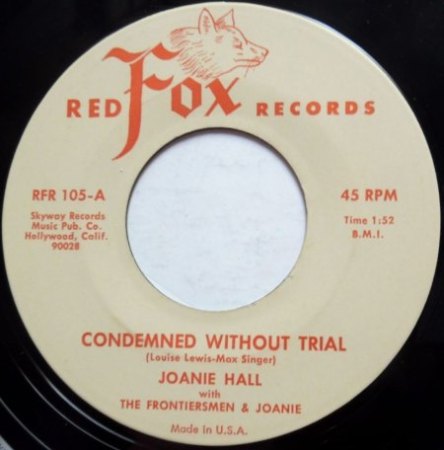 RED Fox RECORDS
RFR 105-A
Skyway Records
Music Pub. Co.
Hollywood, Calif.
90028
45 RPM
Time 1:52
B.M.I.
CONDEMNED WITHOUT TRIAL
(Louise Lewis-Max Singer)
JOANIE HALL
with
THE FRONTIERSMEN & JOANIE
Made in U.S.A.